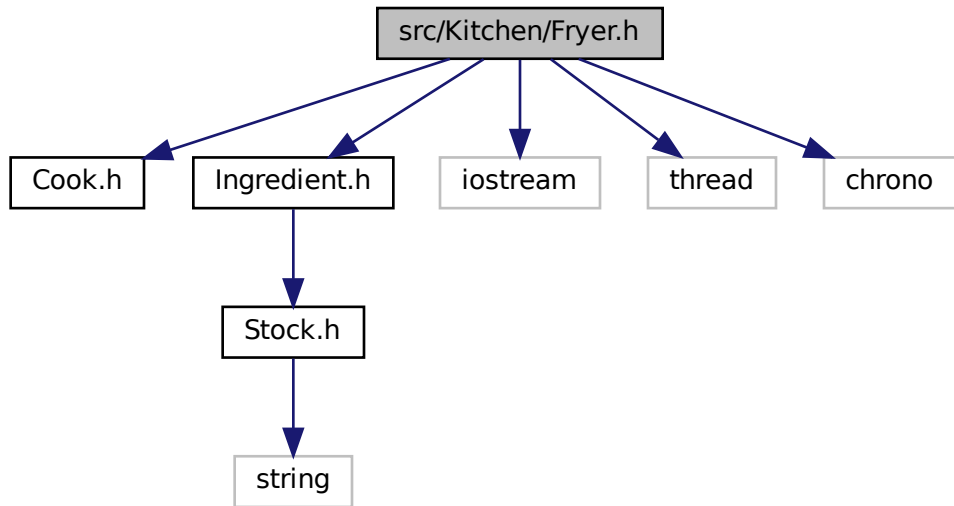 src/Kitchen/Fryer.h
Cook.h
Ingredient.h
iostream
thread
chrono
Stock.h
string